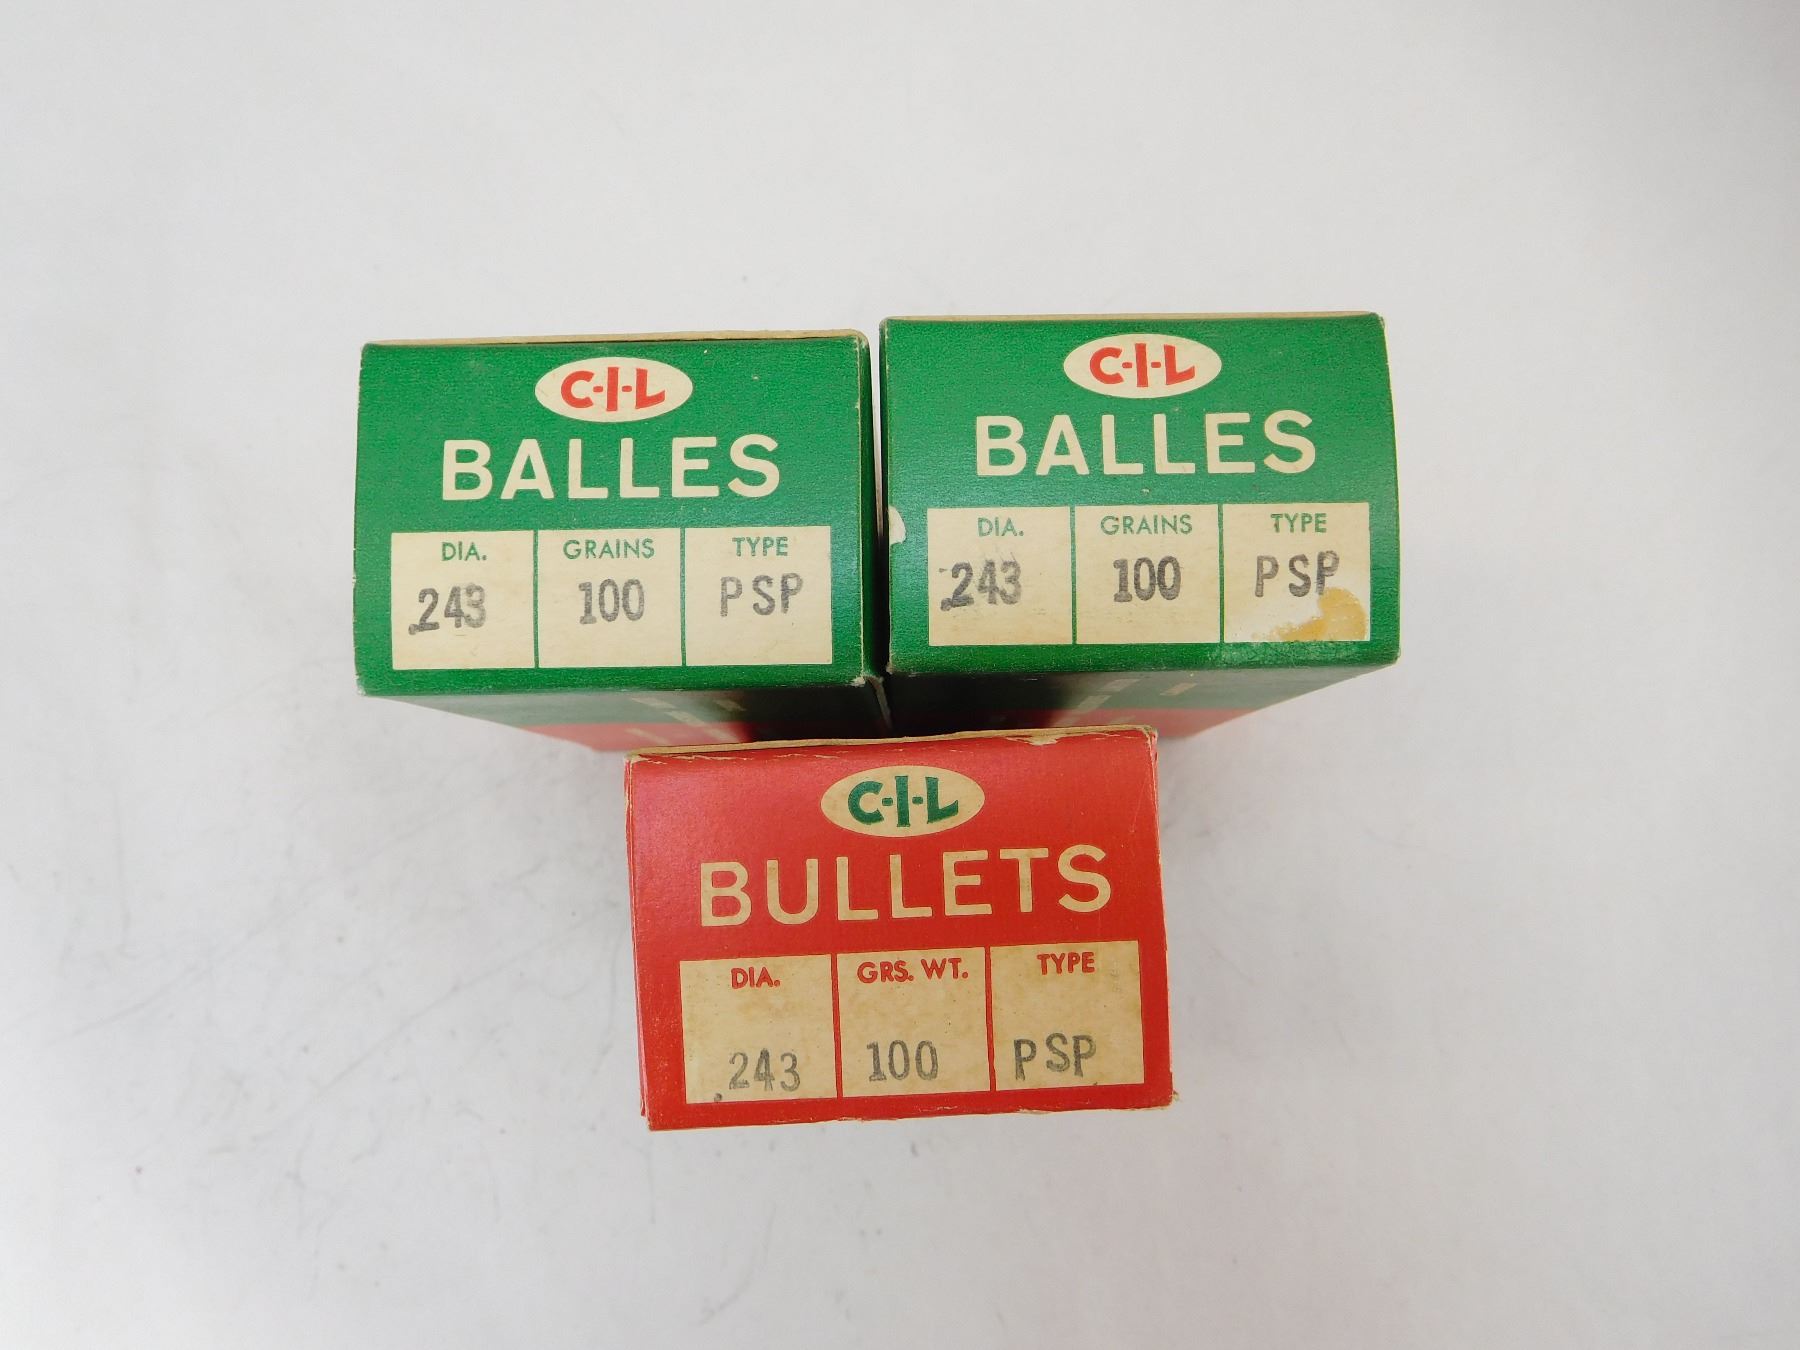 C-I-L
BALLES
DIA. GRAINS TYPE
.243 100 PSP
C-I-L
BALLES
DIA. GRAINS TYPE
.243 100 PSP
C-I-L
BULLETS
DIA. GRS. WT. TYPE
.243 100 PSP